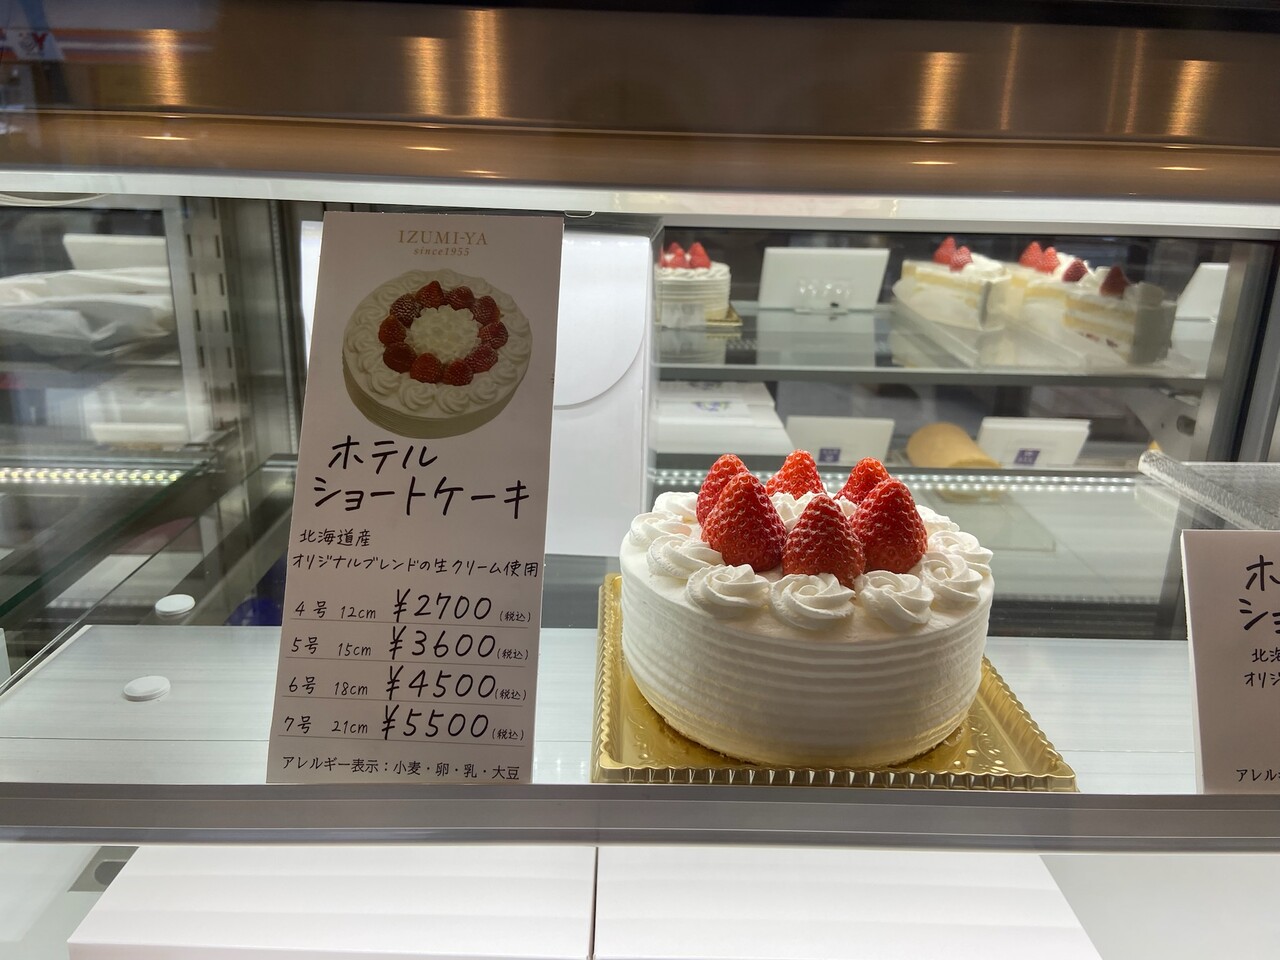 IZUMI-YA
since1955
ホテル
ショートケーキ
北海道産
オリジナルブレンドの生クリーム使用
4号 12cm ¥2700(税込)
5号 15cm ¥3600(税込)
6号 18cm ¥4500(税込)
7号 21cm ¥5500(税込)
アレルギー表示：小麦・卵・乳・大豆
ホ
ショ
北海
オリジ
アレル